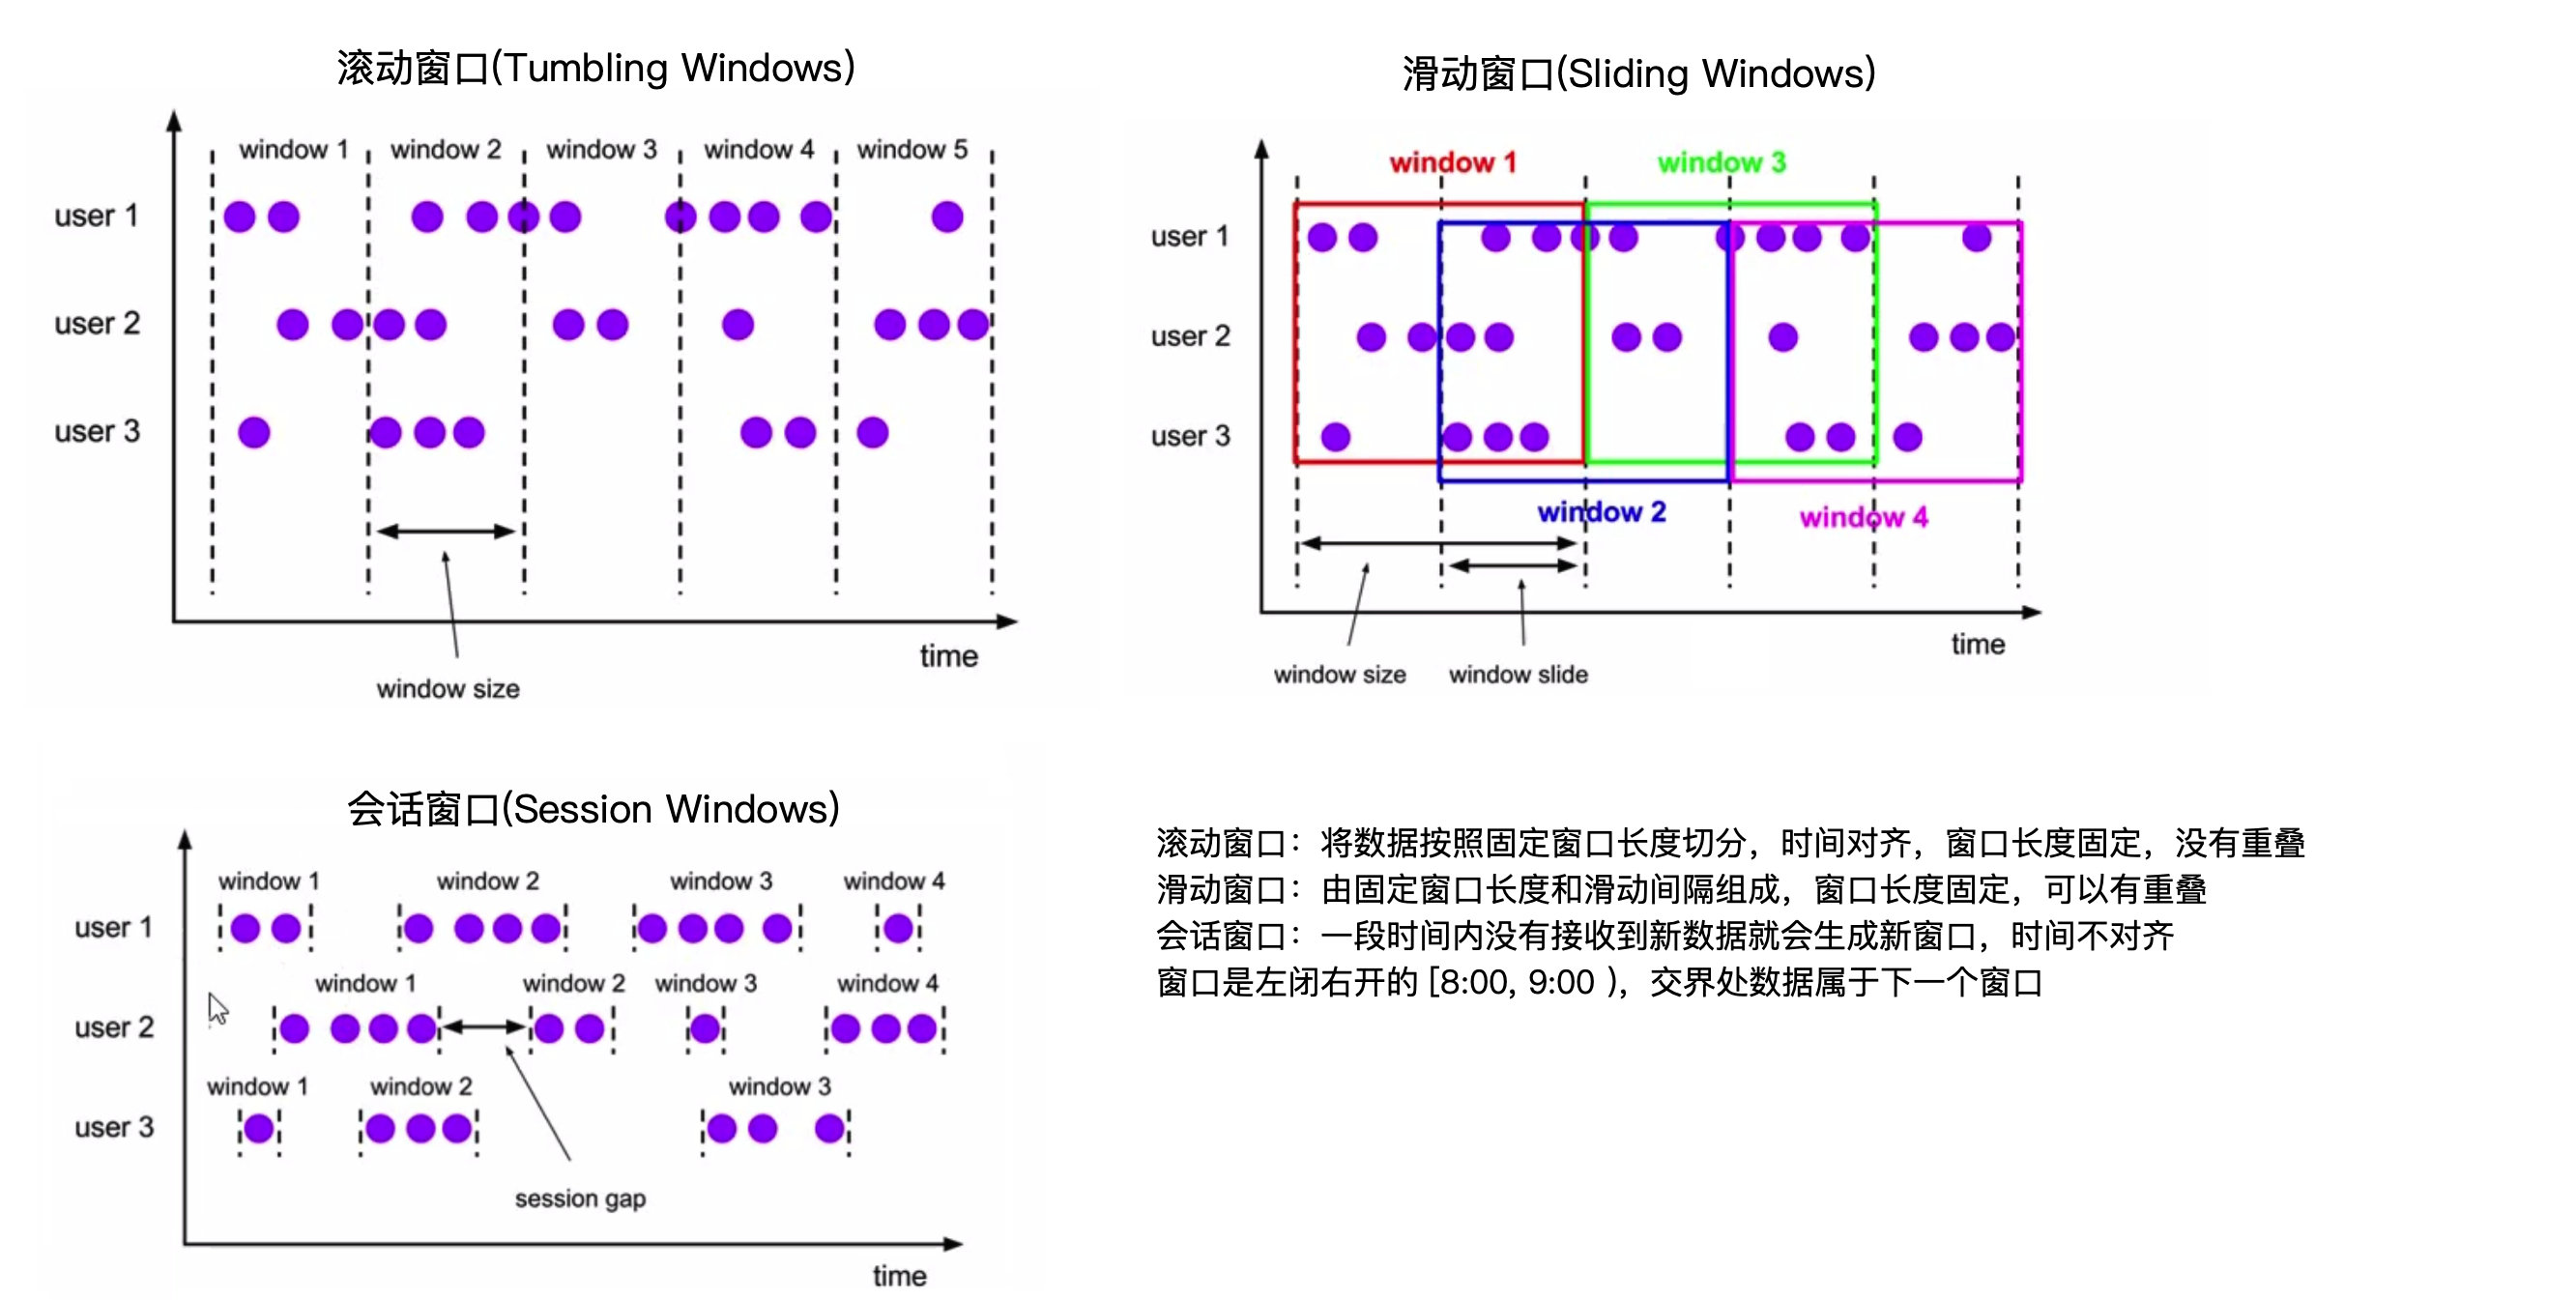 滚动窗口(Tumbling Windows)
window 1 window 2 window 3 window 4 window 5
user 1
user 2
user 3
time
window size
滑动窗口(Sliding Windows)
window 1 window 3
user 1
user 2
user 3
window 2 window 4
time
window size window slide
会话窗口(Session Windows)
window 1 window 2 window 3 window 4
user 1
window 1 window 2 window 3 window 4
user 2
window 1 window 2 window 3
user 3
session gap
time
滚动窗口：将数据按照固定窗口长度切分，时间对齐，窗口长度固定，没有重叠
滑动窗口：由固定窗口长度和滑动间隔组成，窗口长度固定，可以有重叠
会话窗口：一段时间内没有接收到新数据就会生成新窗口，时间不对齐
窗口是左闭右开的 [8:00, 9:00 )，交界处数据属于下一个窗口